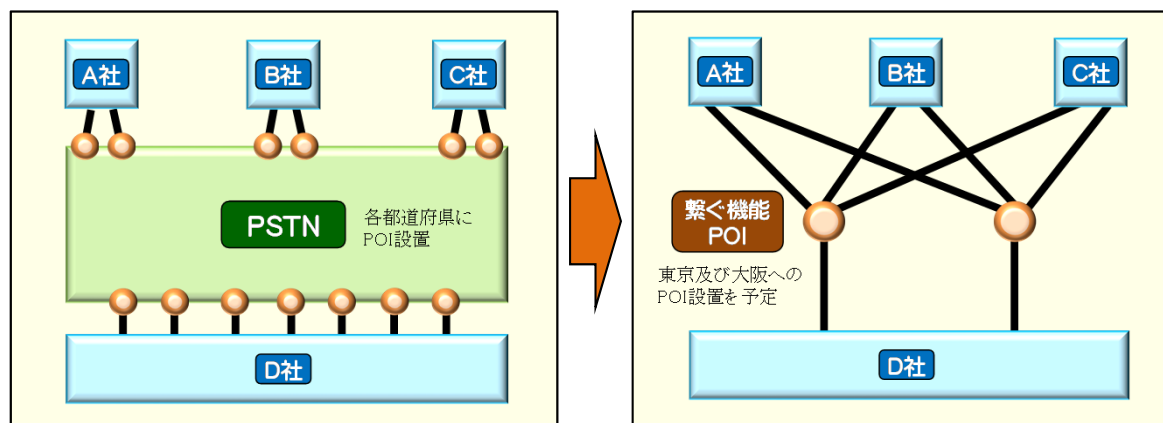 A社
B社
C社
PSTN
各都道府県に
POI設置
D社
A社
B社
C社
繋ぐ機能
POI
東京及び大阪への
POI設置を予定
D社